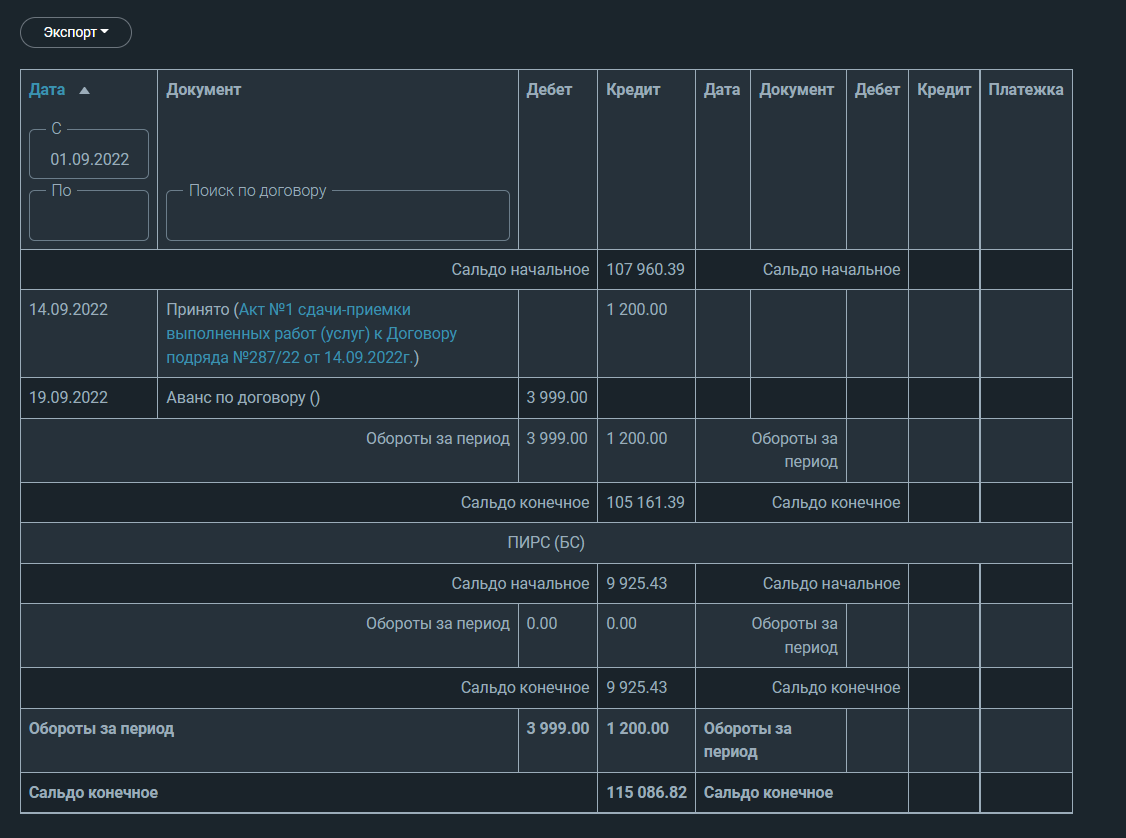 Экспорт
Дата Документ Дебет Кредит Дата Документ Дебет Кредит Платежка
С
01.09.2022
По Поиск по договору
Сальдо начальное 107 960.39 Сальдо начальное
14.09.2022 Принято (Акт №1 сдачи-приемки 1 200.00
выполненных работ (услуг) к Договору
подряда №287/22 от 14.09.2022г.)
19.09.2022 Аванс по договору () 3 999.00
Обороты за период 3 999.00 1 200.00 Обороты за
период
Сальдо конечное 105 161.39 Сальдо конечное
ПИРС (БС)
Сальдо начальное 9 925.43 Сальдо начальное
Обороты за период 0.00 0.00 Обороты за
период
Сальдо конечное 9 925.43 Сальдо конечное
Обороты за период 3 999.00 1 200.00 Обороты за
период
Сальдо конечное 115 086.82 Сальдо конечное